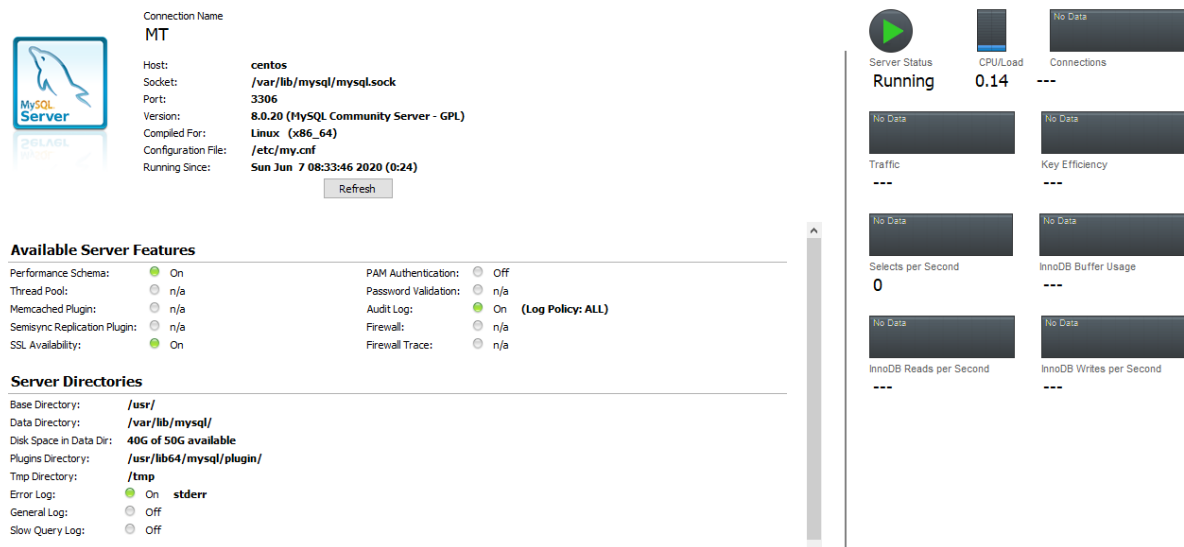 Connection Name
MT
MySQL
Server
Host: centos
Socket: /var/lib/mysql/mysql.sock
Port: 3306
Version: 8.0.20 (MySQL Community Server - GPL)
Compiled For: Linux (x86_64)
Configuration File: /etc/my.cnf
Running Since: Sun Jun 7 08:33:46 2020 (0:24)
Refresh
Available Server Features
Performance Schema: On
Thread Pool: n/a
Memcached Plugin: n/a
Semisync Replication Plugin: n/a
SSL Availability: On
PAM Authentication: Off
Password Validation: n/a
Audit Log: On (Log Policy: ALL)
Firewall: n/a
Firewall Trace: n/a
Server Directories
Base Directory: /usr/
Data Directory: /var/lib/mysql/
Disk Space in Data Dir: 40G of 50G available
Plugins Directory: /usr/lib64/mysql/plugin/
Tmp Directory: /tmp
Error Log: On stderr
General Log: Off
Slow Query Log: Off
No Data
Server Status CPU/Load Connections
Running 0.14 ---
No Data No Data
Traffic Key Efficiency
--- ---
No Data No Data
Selects per Second InnoDB Buffer Usage
0 ---
No Data No Data
InnoDB Reads per Second InnoDB Writes per Second
--- ---